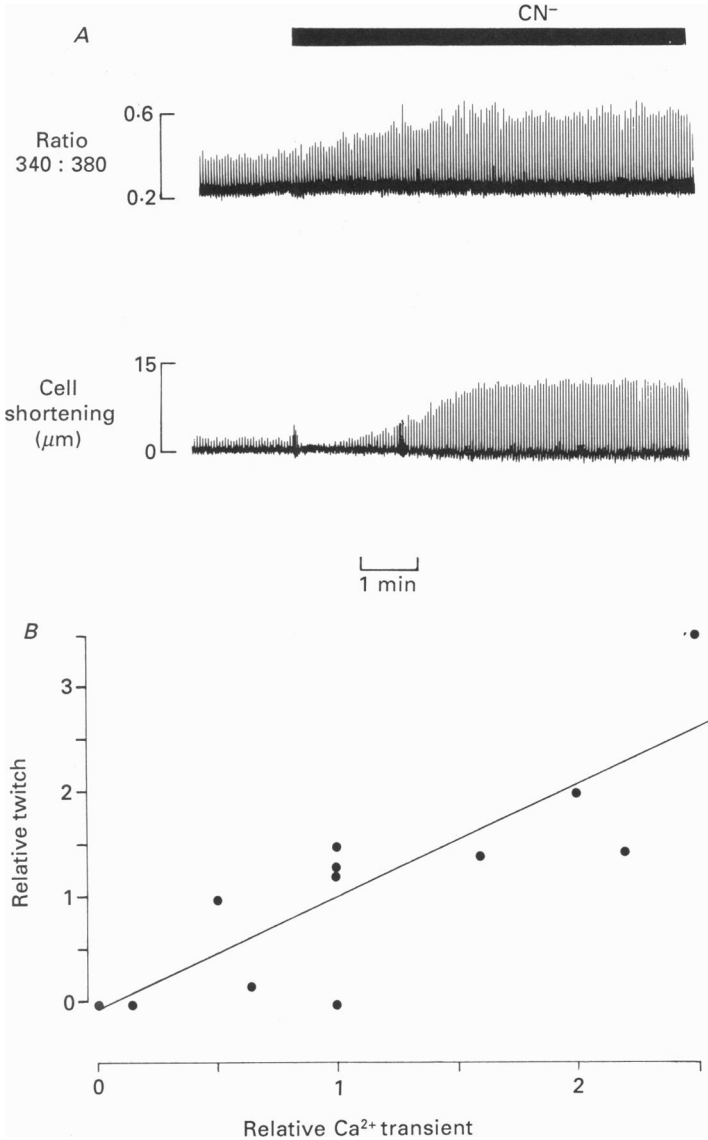 CN⁻
A
Ratio
340 : 380
0·6
0·2
Cell
shortening
(μm)
15
0
1 min
B
Relative twitch
3
2
1
0
0
1
2
Relative Ca²⁺ transient